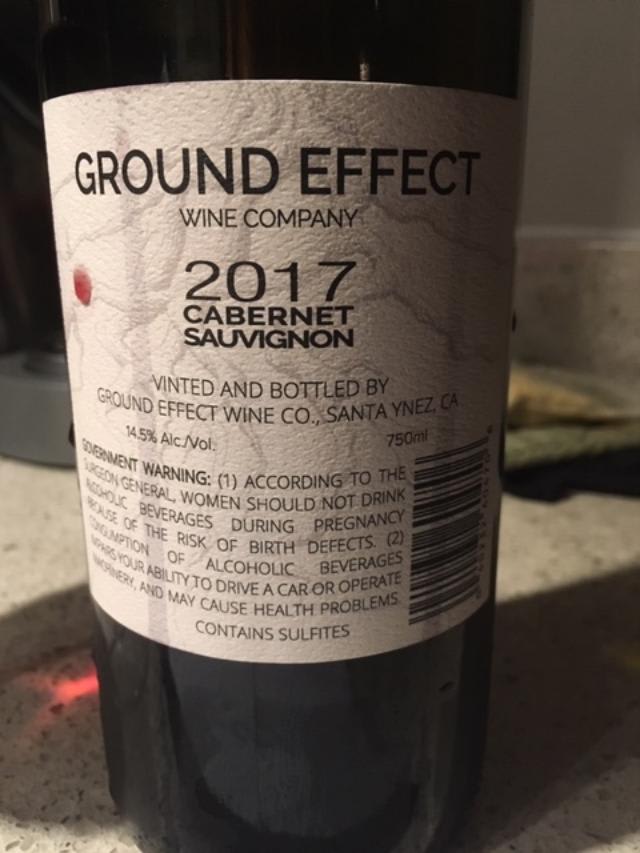 GROUND EFFECT
WINE COMPANY
2017
CABERNET
SAUVIGNON
VINTED AND BOTTLED BY
GROUND EFFECT WINE CO., SANTA YNEZ, CA
14.5% Alc./Vol. 750ml
GOVERNMENT WARNING: (1) ACCORDING TO THE
SURGEON GENERAL, WOMEN SHOULD NOT DRINK
ALCOHOLIC BEVERAGES DURING PREGNANCY
BECAUSE OF THE RISK OF BIRTH DEFECTS. (2)
CONSUMPTION OF ALCOHOLIC BEVERAGES
IMPAIRS YOUR ABILITY TO DRIVE A CAR OR OPERATE
MACHINERY, AND MAY CAUSE HEALTH PROBLEMS.
CONTAINS SULFITES